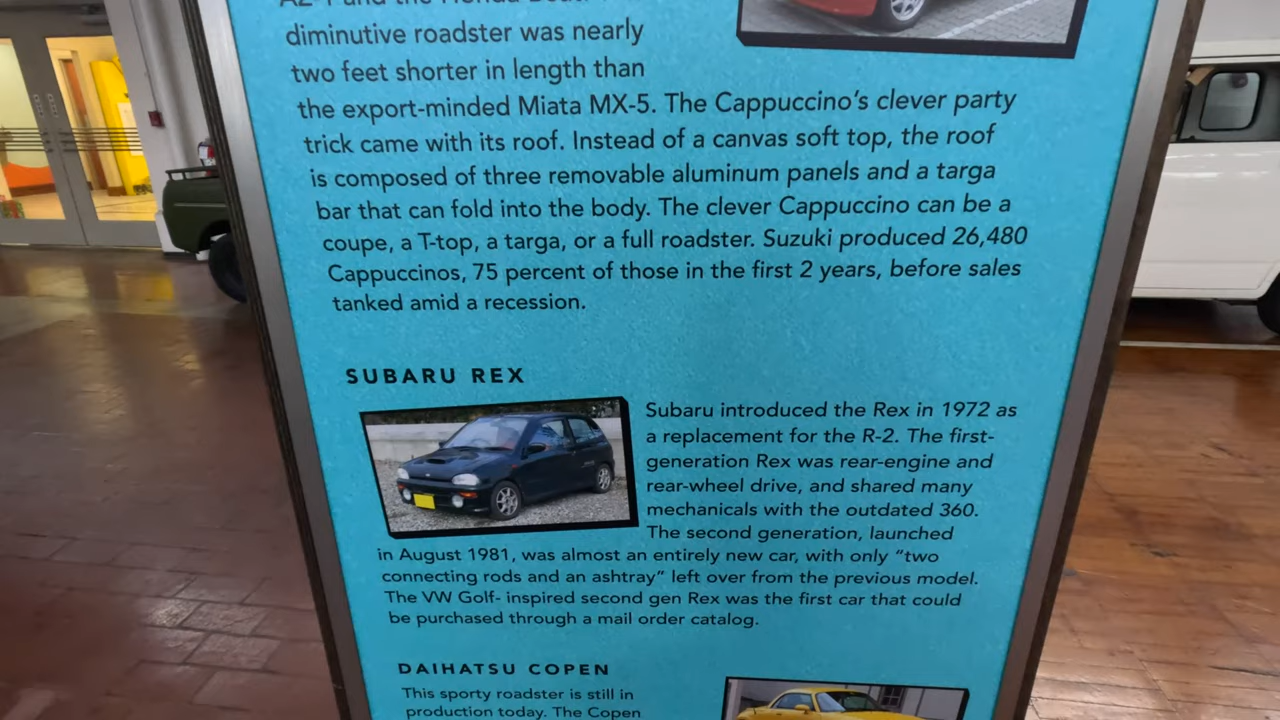 diminutive roadster was nearly
two feet shorter in length than
the export-minded Miata MX-5. The Cappuccino's clever party
trick came with its roof. Instead of a canvas soft top, the roof
is composed of three removable aluminum panels and a targa
bar that can fold into the body. The clever Cappuccino can be a
coupe, a T-top, a targa, or a full roadster. Suzuki produced 26,480
Cappuccinos, 75 percent of those in the first 2 years, before sales
tanked amid a recession.
SUBARU REX
Subaru introduced the Rex in 1972 as
a replacement for the R-2. The first-
generation Rex was rear-engine and
rear-wheel drive, and shared many
mechanicals with the outdated 360.
The second generation, launched
in August 1981, was almost an entirely new car, with only “two
connecting rods and an ashtray” left over from the previous model.
The VW Golf- inspired second gen Rex was the first car that could
be purchased through a mail order catalog.
DAIHATSU COPEN
This sporty roadster is still in
production today. The Copen